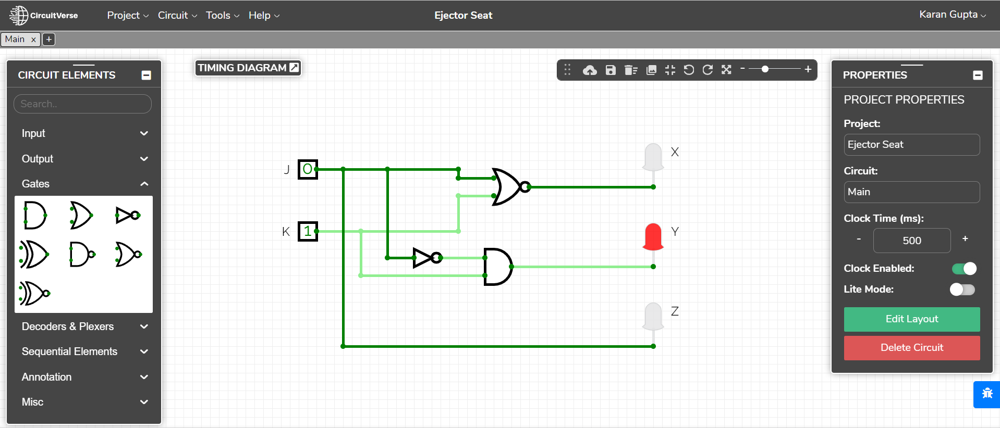 CircuitVerse Project Circuit Tools Help Ejector Seat Karan Gupta
Main x +
CIRCUIT ELEMENTS
Search..
Input
Output
Gates
Decoders & Plexers
Sequential Elements
Annotation
Misc
TIMING DIAGRAM
- +
J 0
K 1
X
Y
Z
PROPERTIES
PROJECT PROPERTIES
Project:
Ejector Seat
Circuit:
Main
Clock Time (ms):
- 500 +
Clock Enabled:
Lite Mode:
Edit Layout
Delete Circuit